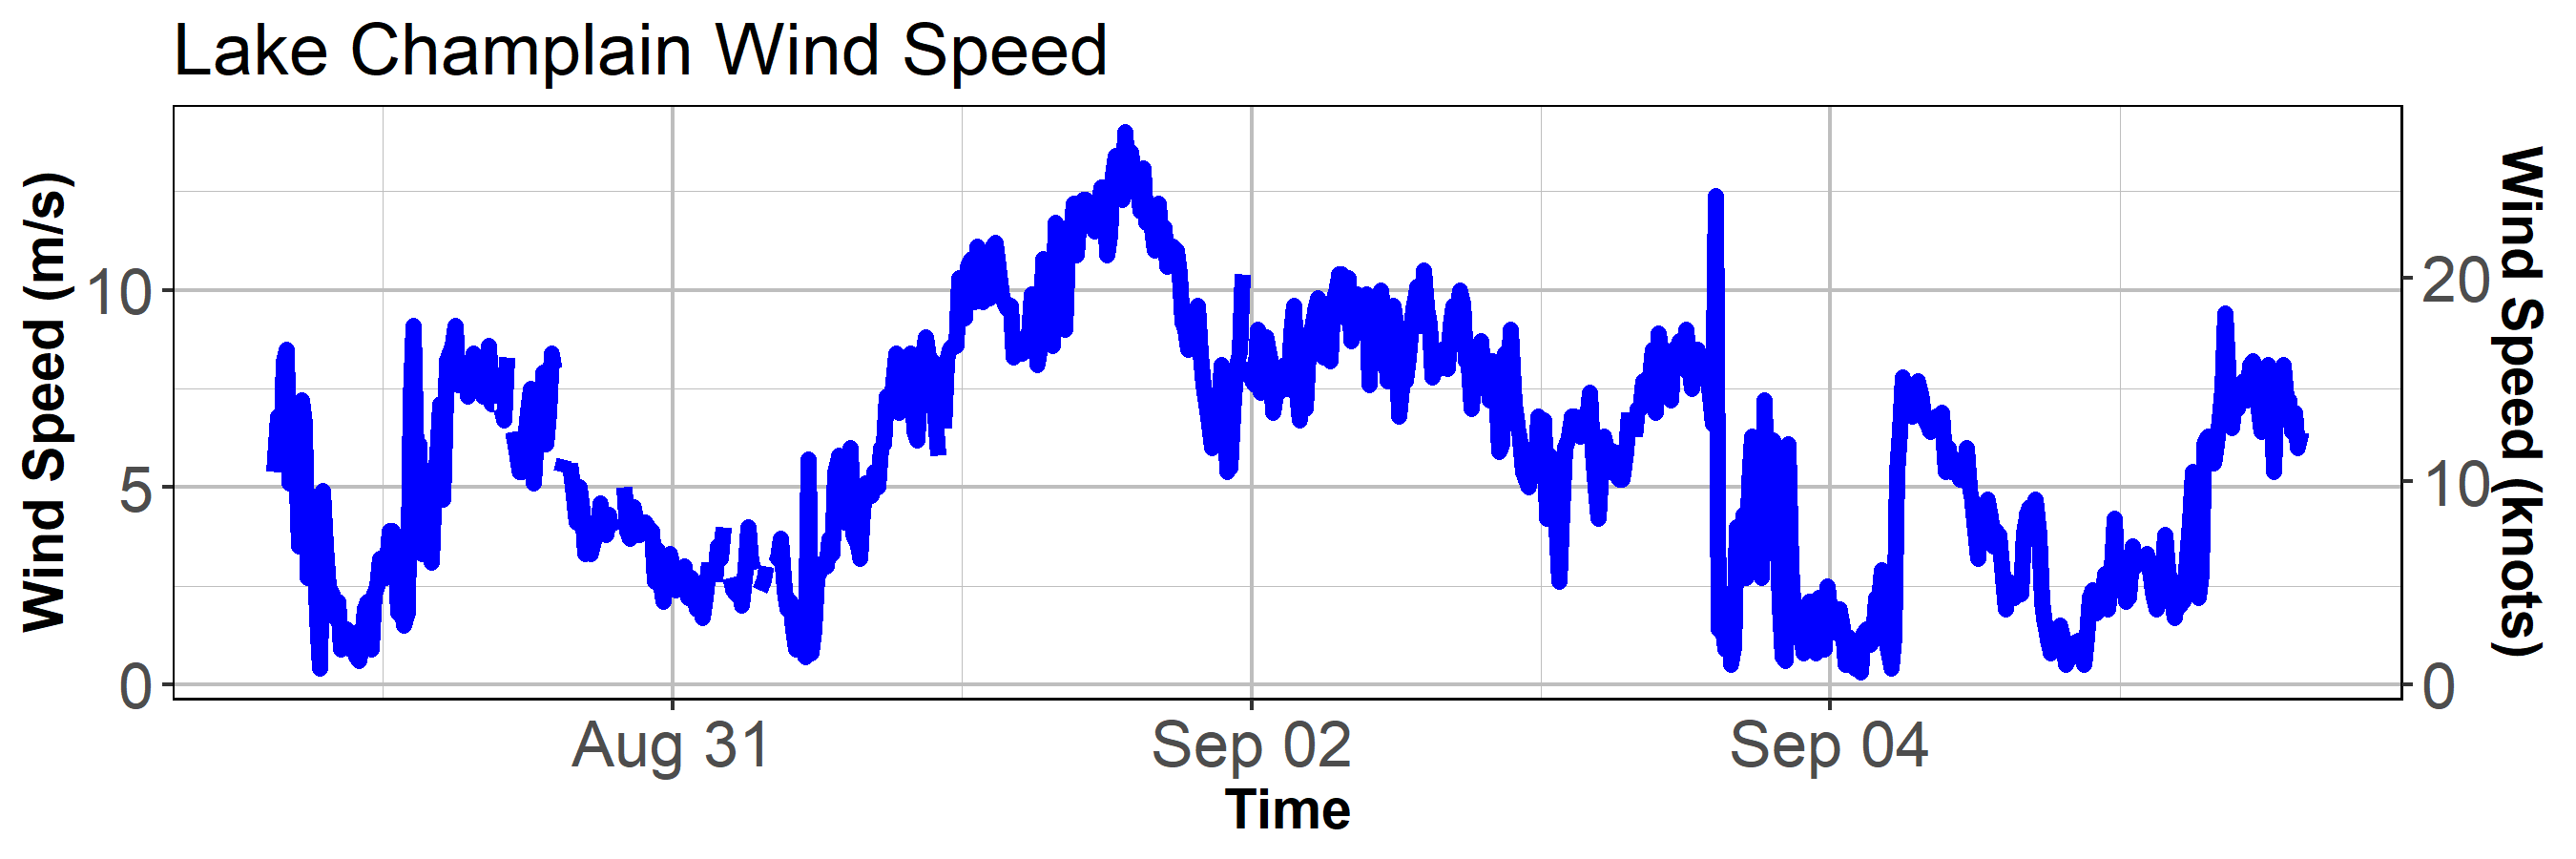 Lake Champlain Wind Speed
Wind Speed (m/s)
10
5
0
20
10
0
Wind Speed (knots)
Aug 31
Sep 02
Sep 04
Time